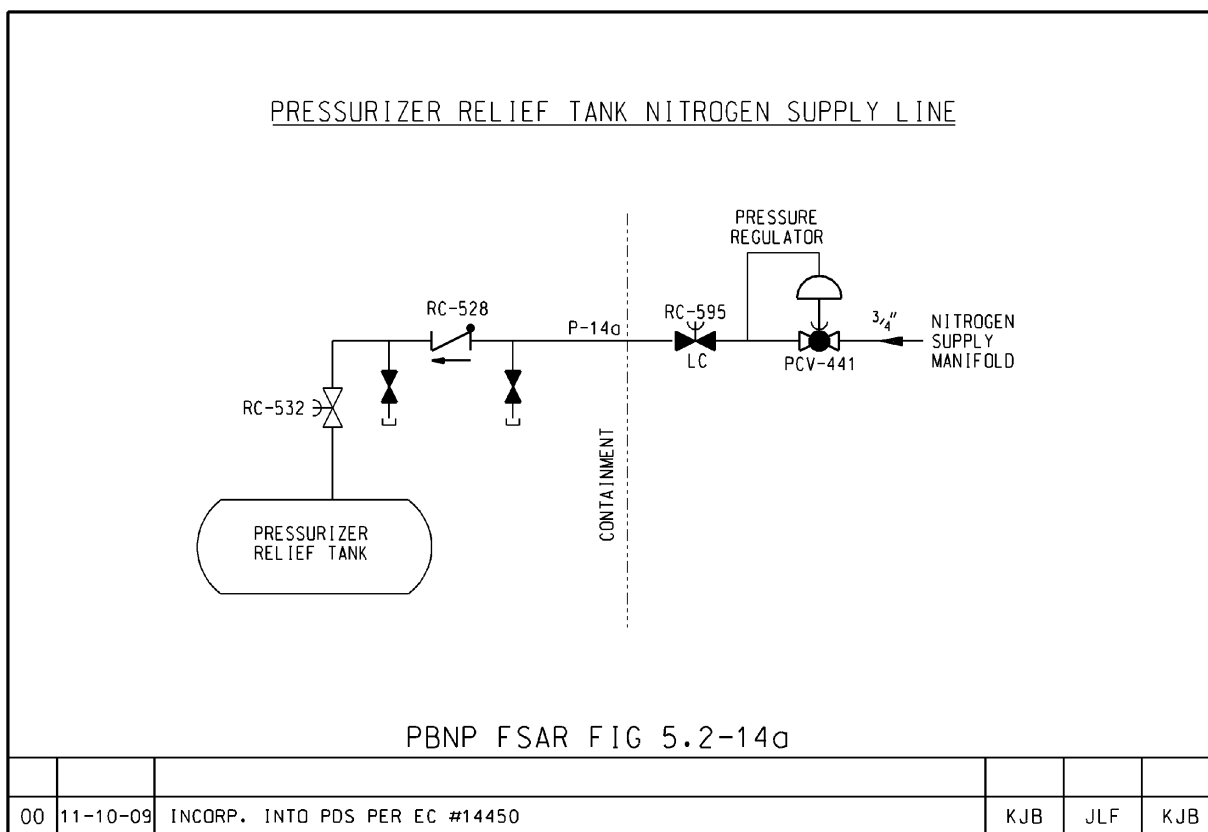 PRESSURIZER RELIEF TANK NITROGEN SUPPLY LINE
PRESSURE
REGULATOR
RC-528
P-14a
RC-595
LC
PCV-441
3/4"
NITROGEN
SUPPLY
MANIFOLD
RC-532
CONTAINMENT
PRESSURIZER
RELIEF TANK
PBNP FSAR FIG 5.2-14a
00 11-10-09 INCORP. INTO PDS PER EC #14450 KJB JLF KJB